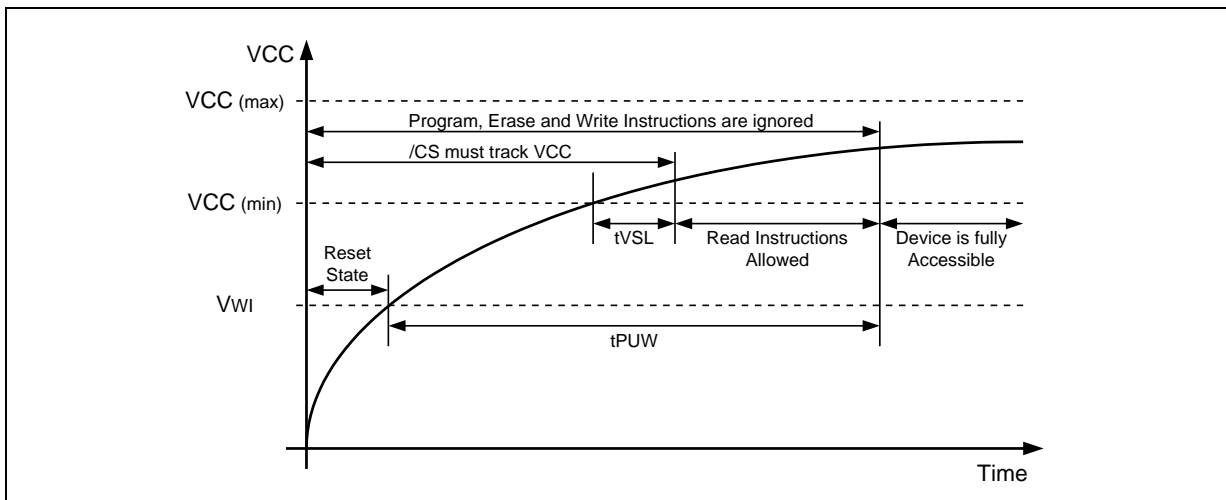 VCC
VCC (max)
Program, Erase and Write Instructions are ignored
/CS must track VCC
VCC (min)
tVSL
Read Instructions
Allowed
Device is fully
Accessible
Reset
State
VWI
tPUW
Time